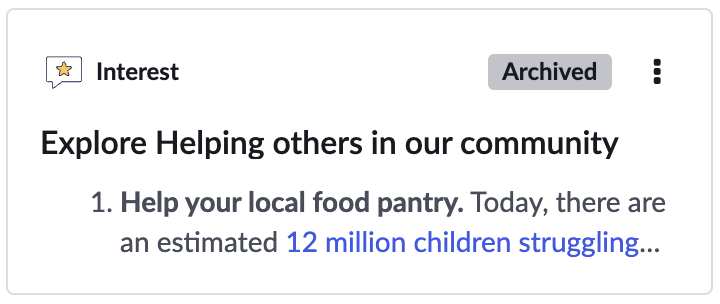 Interest
Archived
Explore Helping others in our community
1. Help your local food pantry. Today, there are
an estimated 12 million children struggling...